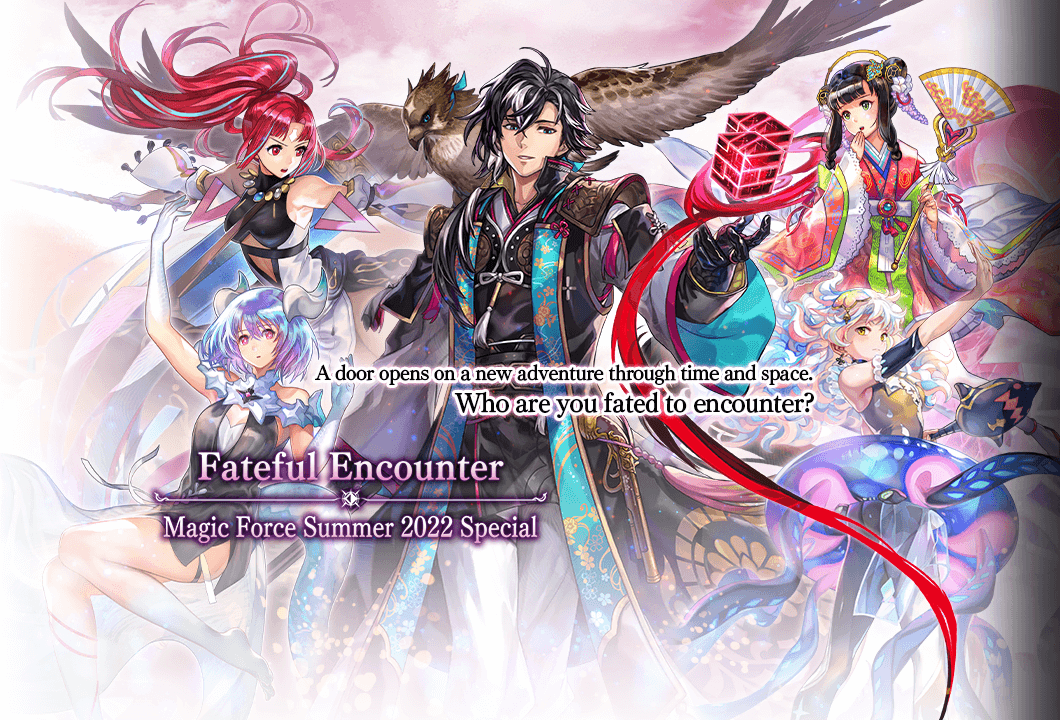 A door opens on a new adventure through time and space.
Who are you fated to encounter?
Fateful Encounter
Magic Force Summer 2022 Special